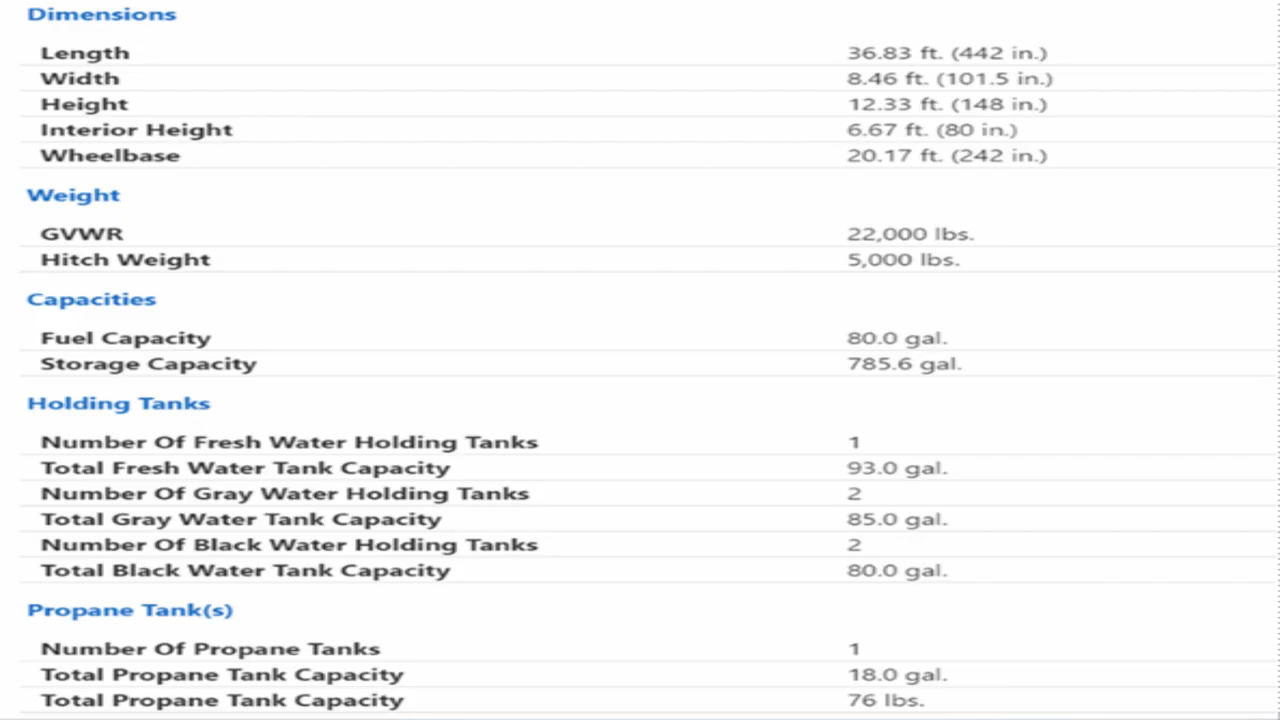 Dimensions
Length 36.83 ft. (442 in.)
Width 8.46 ft. (101.5 in.)
Height 12.33 ft. (148 in.)
Interior Height 6.67 ft. (80 in.)
Wheelbase 20.17 ft. (242 in.)
Weight
GVWR 22,000 lbs.
Hitch Weight 5,000 lbs.
Capacities
Fuel Capacity 80.0 gal.
Storage Capacity 785.6 gal.
Holding Tanks
Number Of Fresh Water Holding Tanks 1
Total Fresh Water Tank Capacity 93.0 gal.
Number Of Gray Water Holding Tanks 2
Total Gray Water Tank Capacity 85.0 gal.
Number Of Black Water Holding Tanks 2
Total Black Water Tank Capacity 80.0 gal.
Propane Tank(s)
Number Of Propane Tanks 1
Total Propane Tank Capacity 18.0 gal.
Total Propane Tank Capacity 76 lbs.